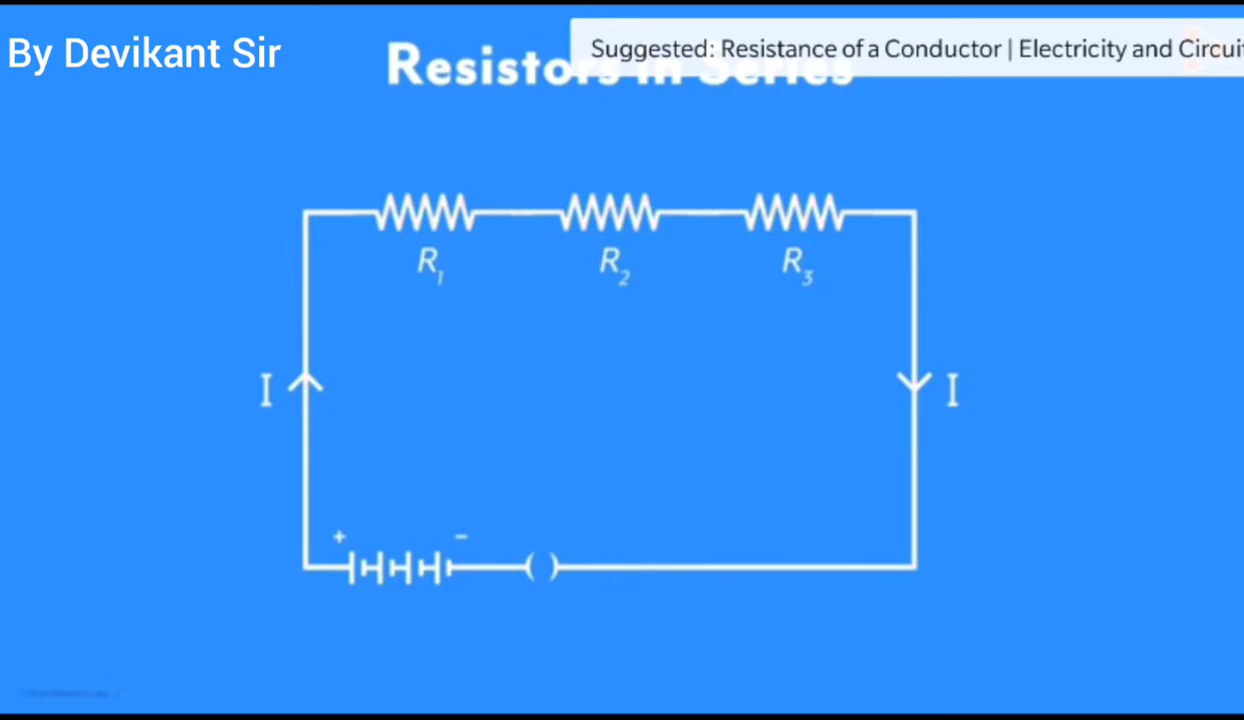 By Devikant Sir
Resistors in Series
Suggested: Resistance of a Conductor | Electricity and Circuit
R₁
R₂
R₃
I
I
+
−